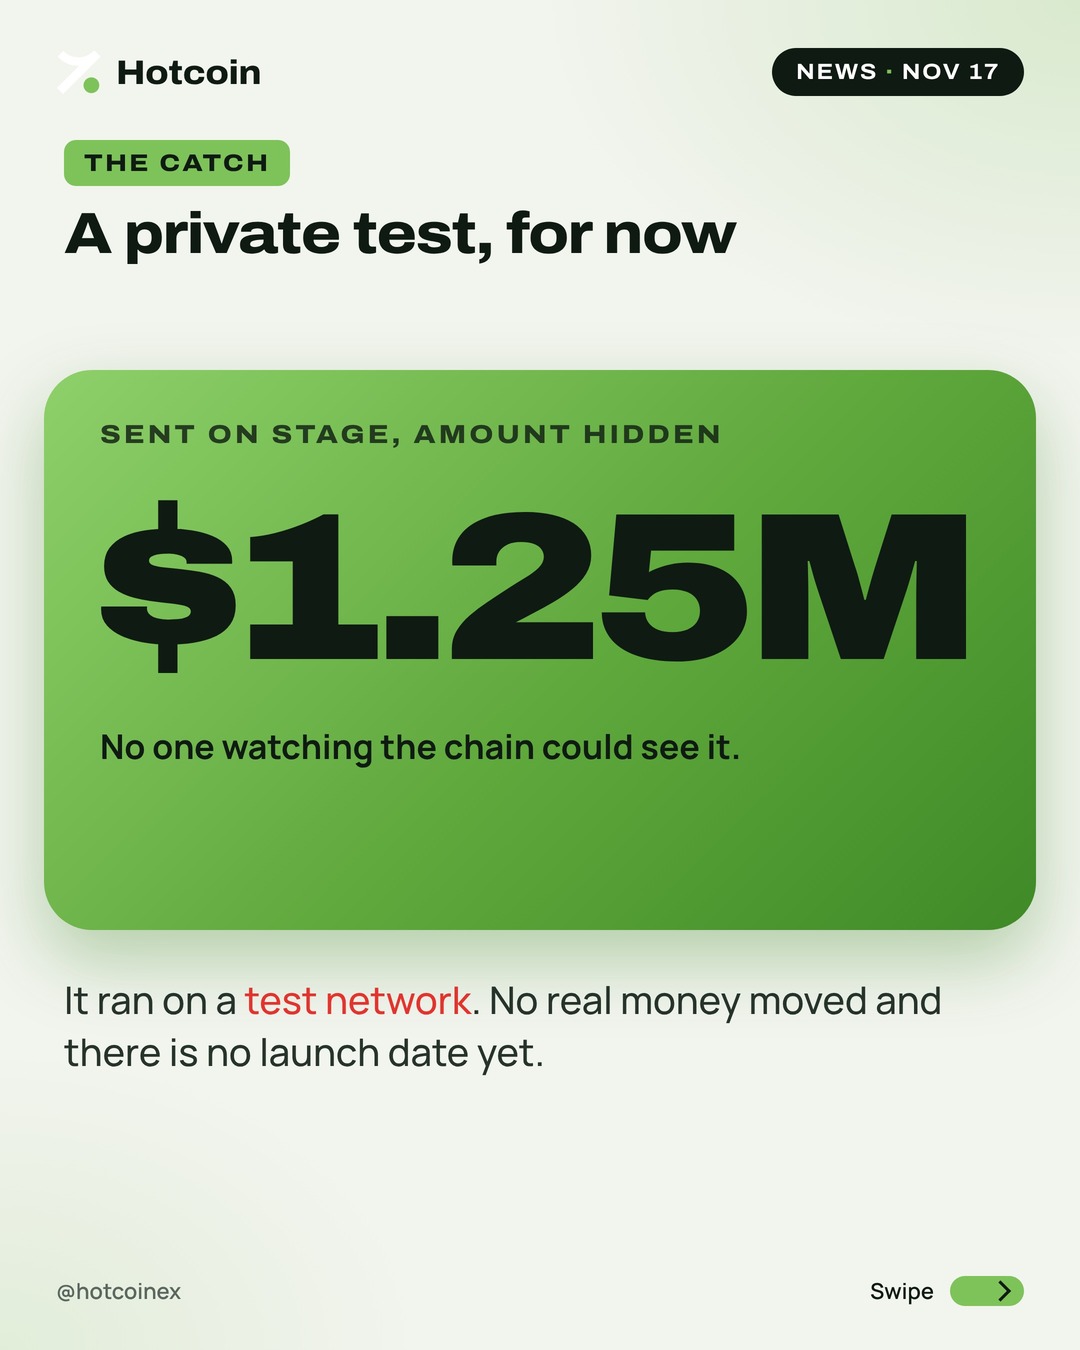 Hotcoin
NEWS · NOV 17
THE CATCH
A private test, for now
SENT ON STAGE, AMOUNT HIDDEN
$1.25M
No one watching the chain could see it.
It ran on a test network. No real money moved and
there is no launch date yet.
@hotcoinex
Swipe